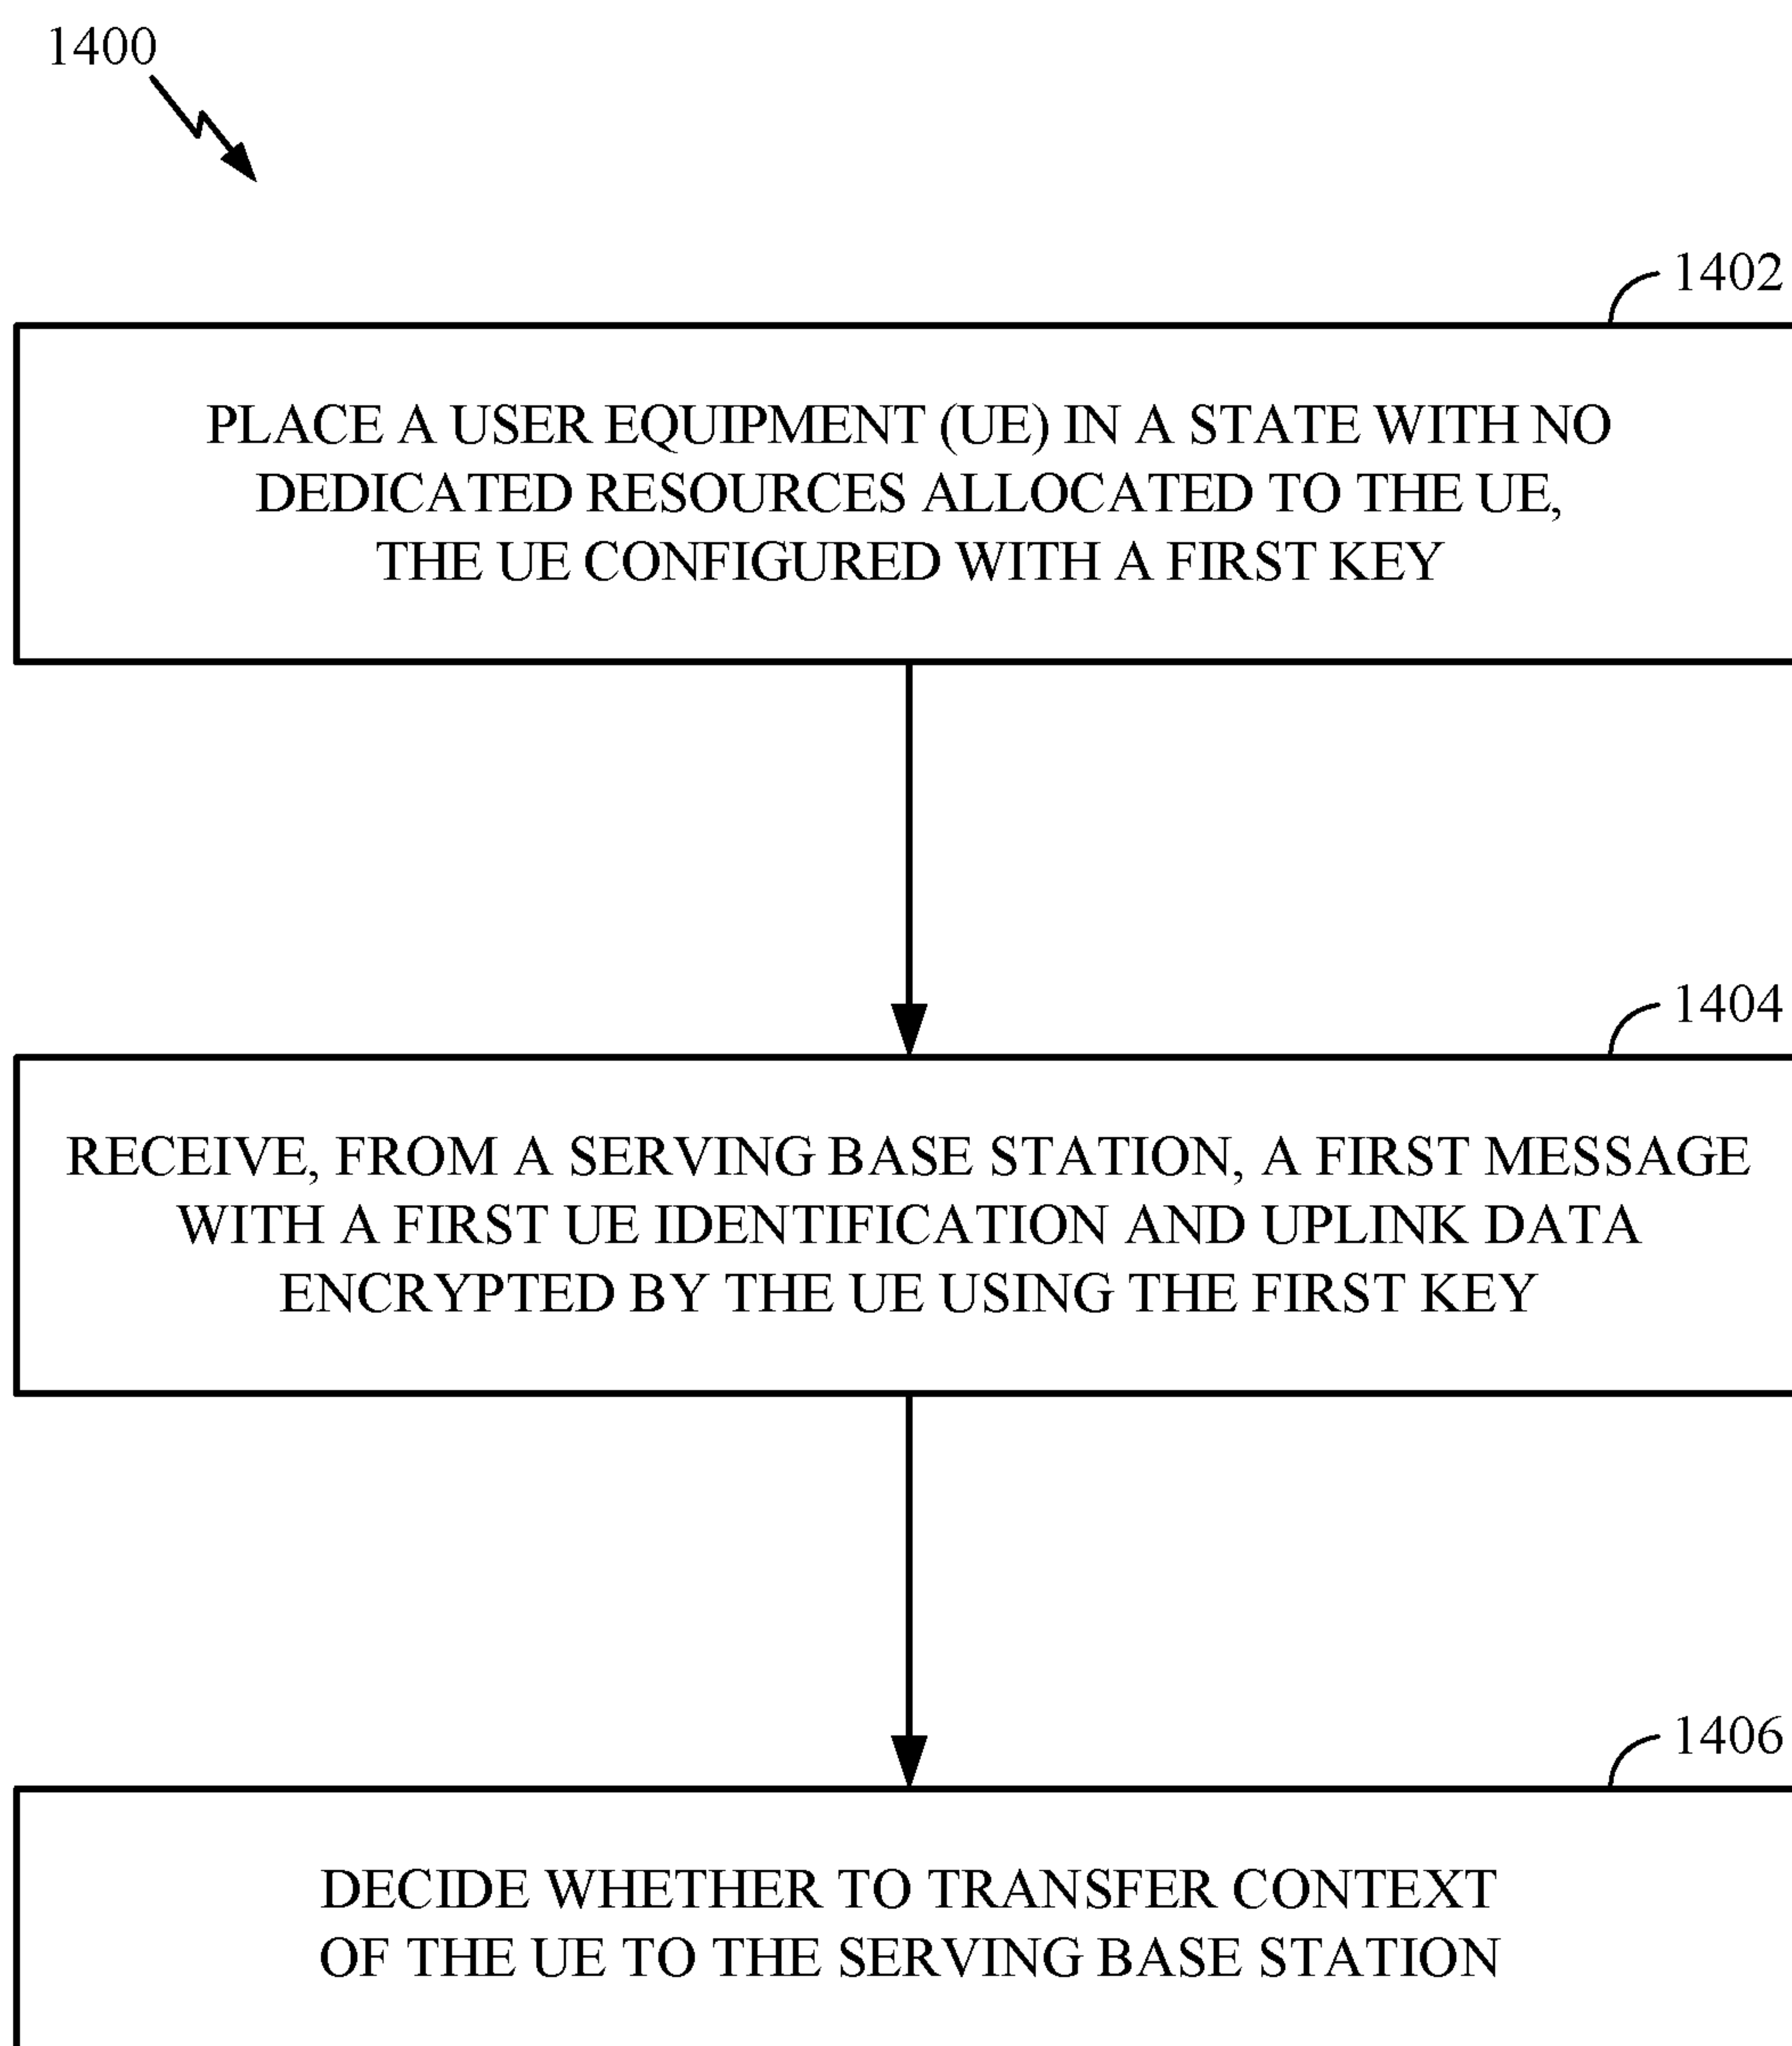 1400
1402
PLACE A USER EQUIPMENT (UE) IN A STATE WITH NO
DEDICATED RESOURCES ALLOCATED TO THE UE,
THE UE CONFIGURED WITH A FIRST KEY
1404
RECEIVE, FROM A SERVING BASE STATION, A FIRST MESSAGE
WITH A FIRST UE IDENTIFICATION AND UPLINK DATA
ENCRYPTED BY THE UE USING THE FIRST KEY
1406
DECIDE WHETHER TO TRANSFER CONTEXT
OF THE UE TO THE SERVING BASE STATION